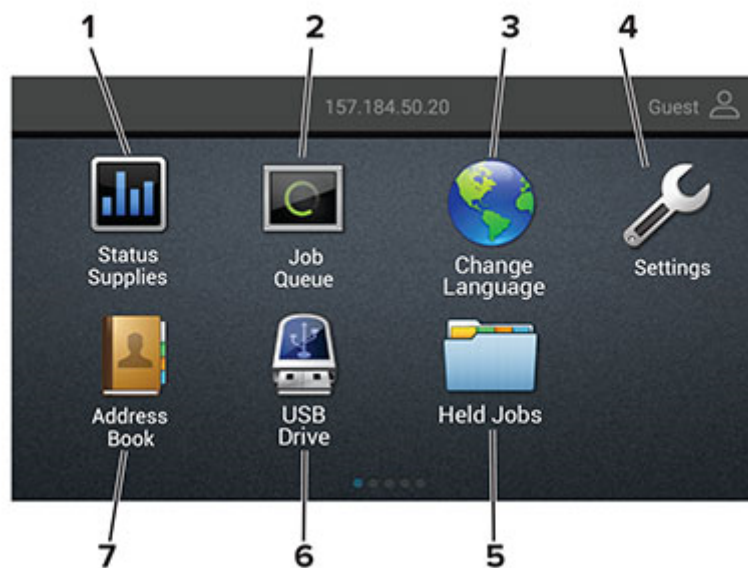 1 2 3 4
157.184.50.20 Guest
Status
Supplies
Job
Queue
Change
Language
Settings
Address
Book
USB
Drive
Held Jobs
7 6 5